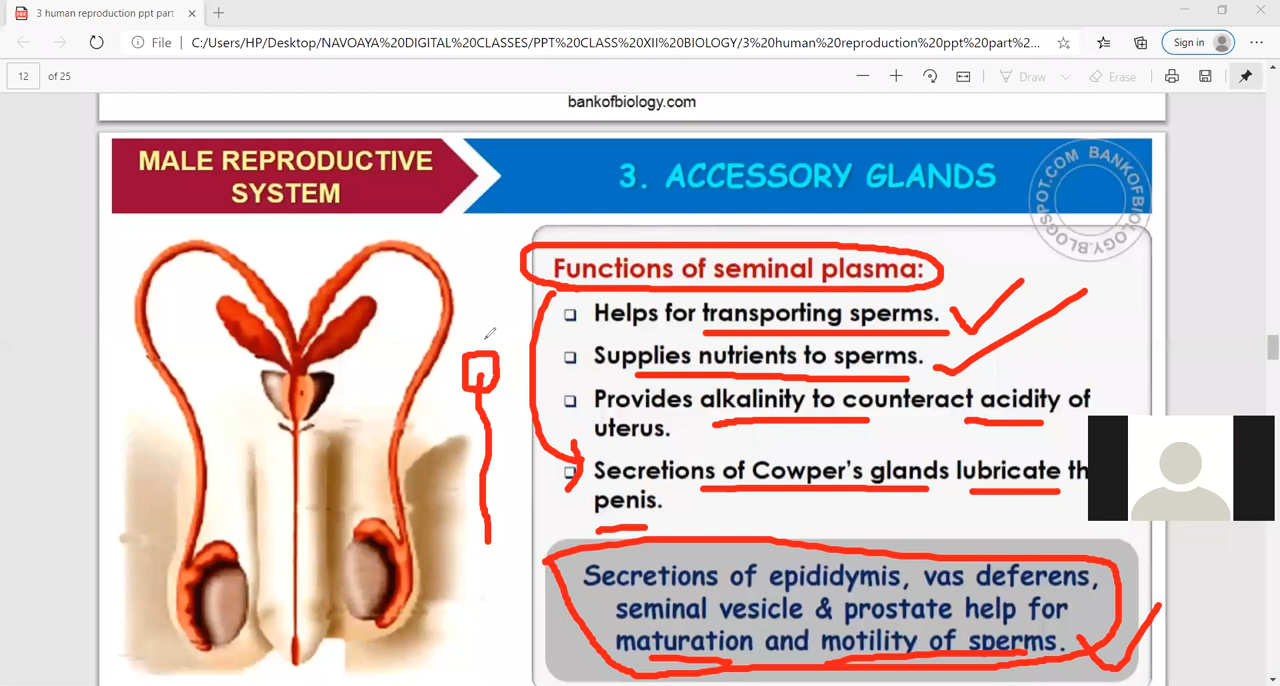 3 human reproduction ppt part
Sign in
File
C:/Users/HP/Desktop/NAVOAYA%20DIGITAL%20CLASSES/PPT%20CLASS%20XII%20BIOLOGY/3%20human%20reproduction%20ppt%20part%2...
12 of 25
Draw
Erase
bankofbiology.com
MALE REPRODUCTIVE
SYSTEM
3. ACCESSORY GLANDS
BANKOFBIOLOGY.BLOGSPOT.COM
Functions of seminal plasma:
Helps for transporting sperms.
Supplies nutrients to sperms.
Provides alkalinity to counteract acidity of
uterus.
Secretions of Cowper's glands lubricate th
penis.
Secretions of epididymis, vas deferens,
seminal vesicle & prostate help for
maturation and motility of sperms.